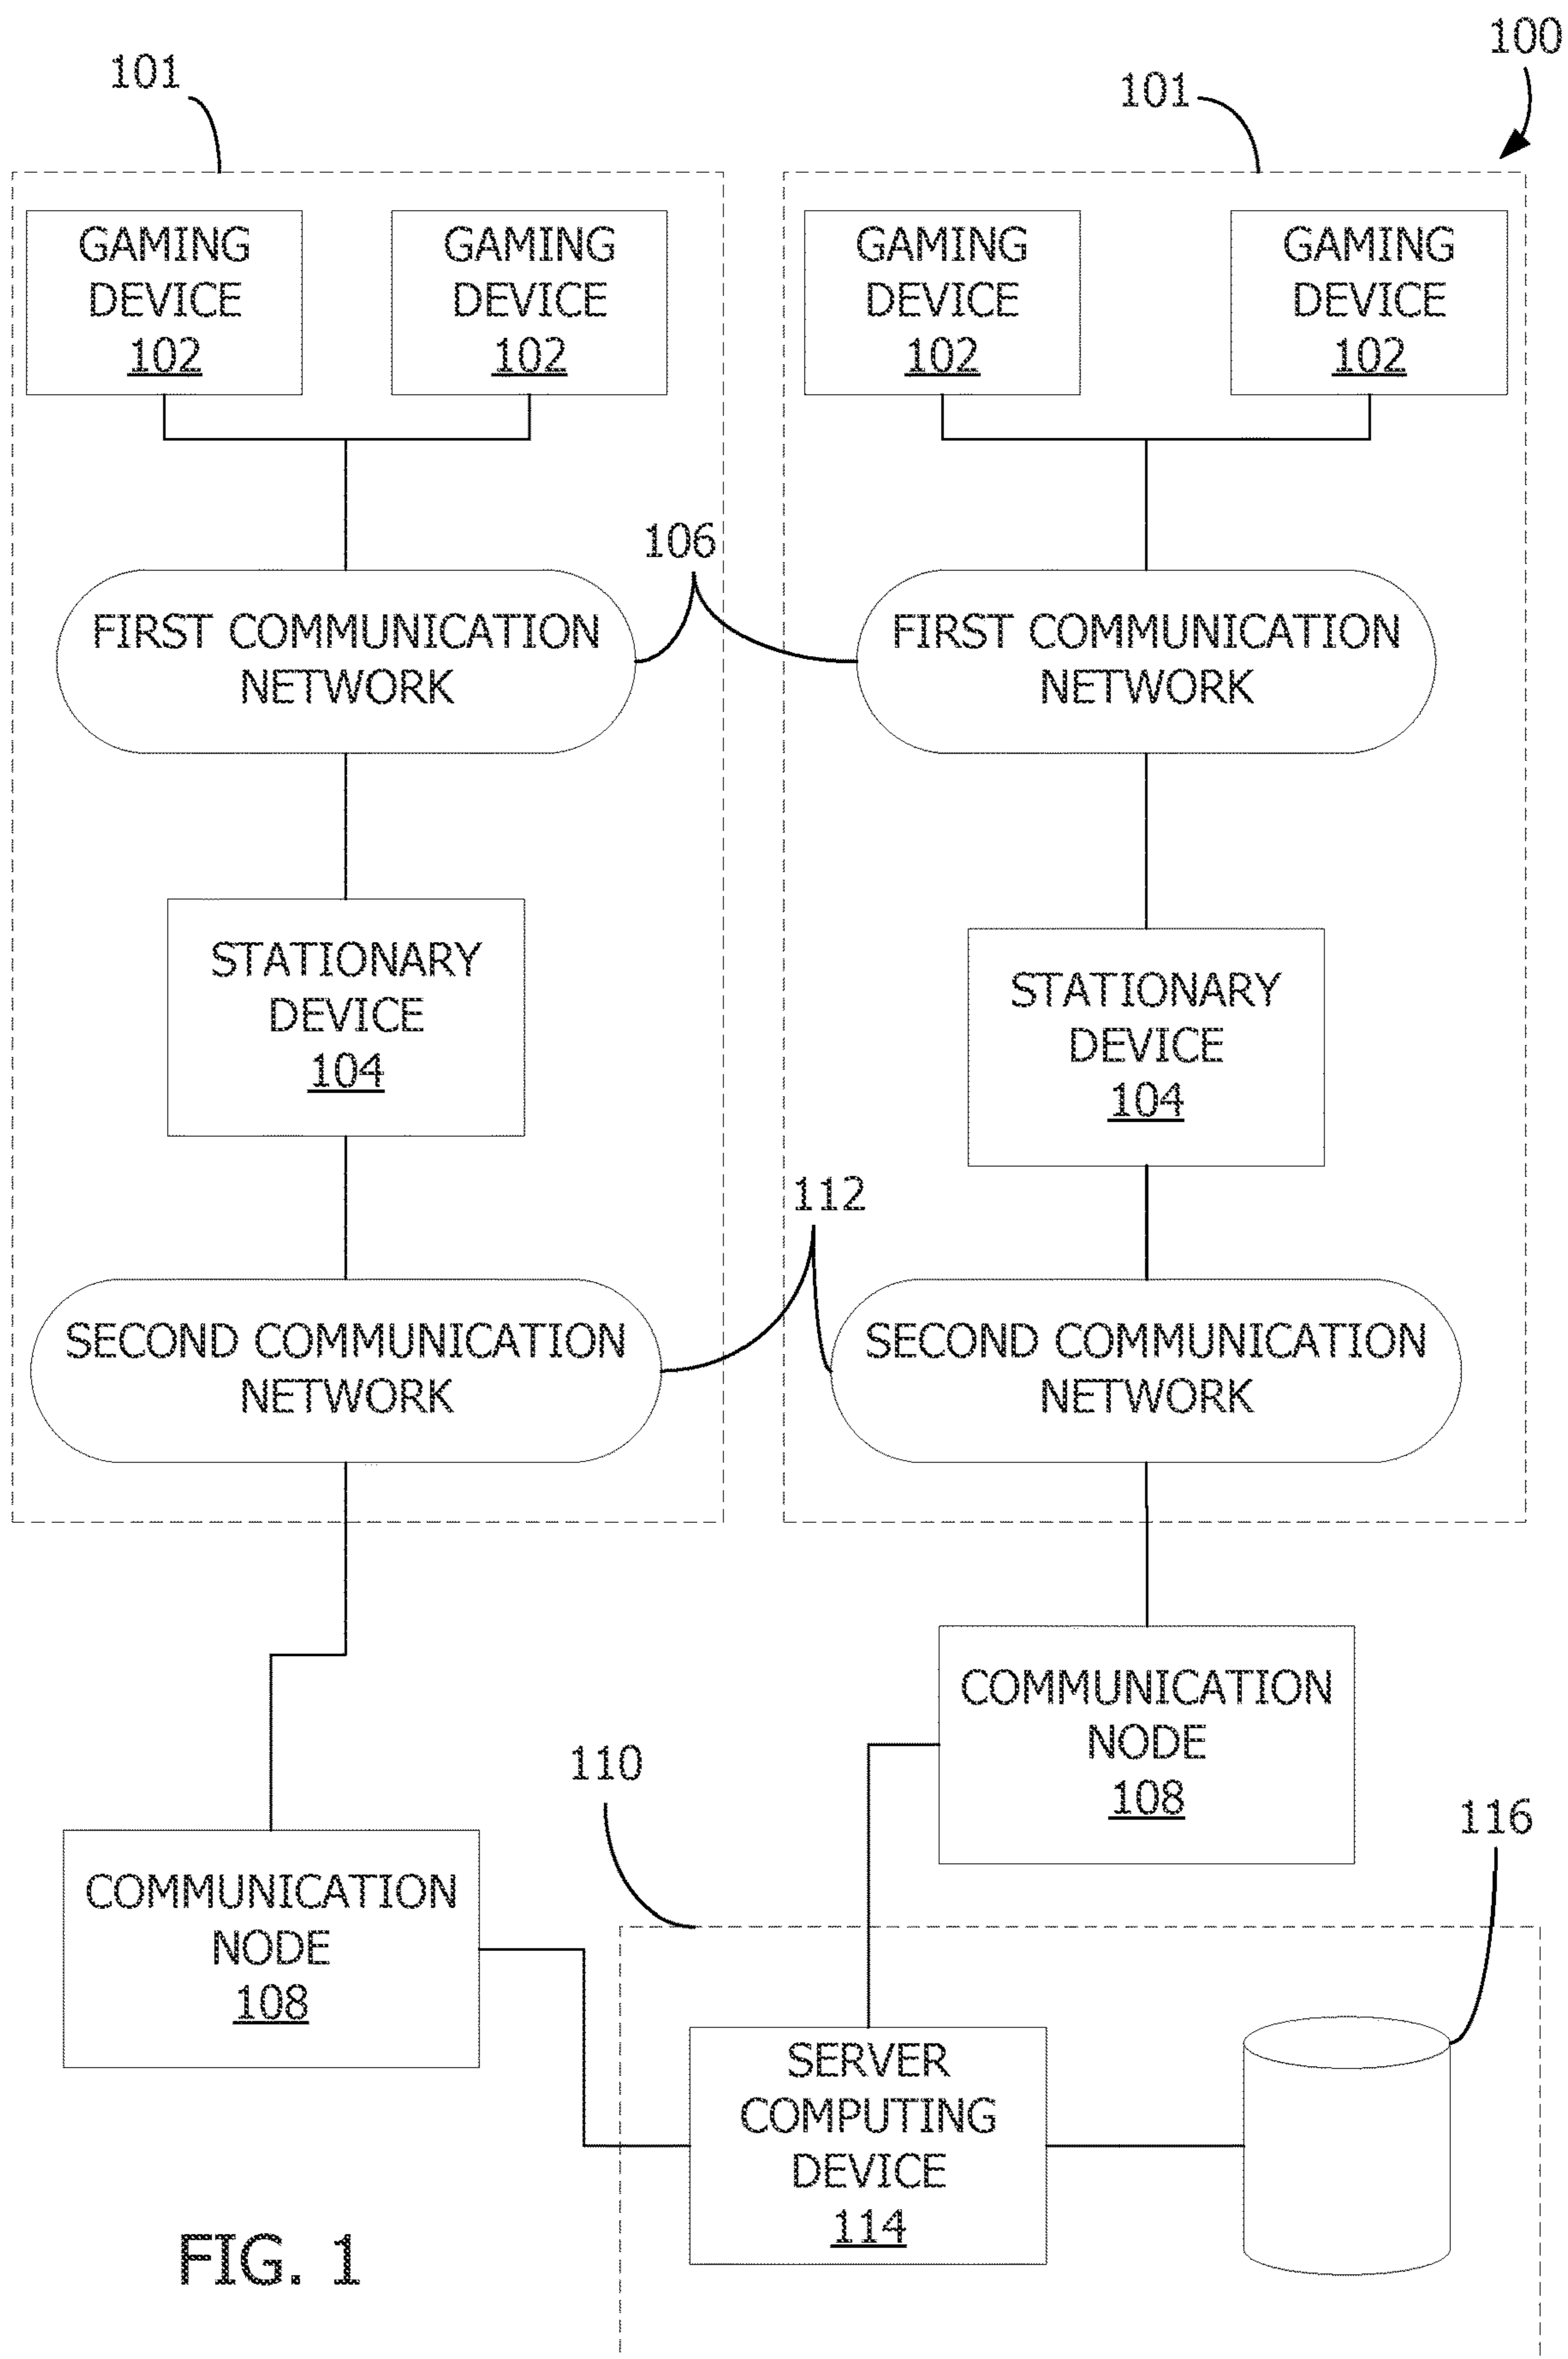 100
101
101
GAMING
DEVICE
102
GAMING
DEVICE
102
GAMING
DEVICE
102
GAMING
DEVICE
102
106
FIRST COMMUNICATION
NETWORK
FIRST COMMUNICATION
NETWORK
STATIONARY
DEVICE
104
STATIONARY
DEVICE
104
112
SECOND COMMUNICATION
NETWORK
SECOND COMMUNICATION
NETWORK
COMMUNICATION
NODE
108
110
116
COMMUNICATION
NODE
108
SERVER
COMPUTING
DEVICE
114
FIG. 1